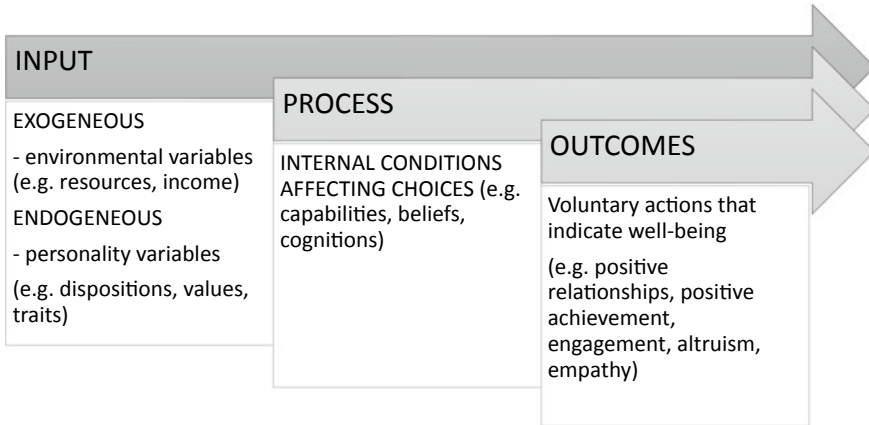 INPUT
EXOGENEOUS
- environmental variables
(e.g. resources, income)
ENDOGENEOUS
- personality variables
(e.g. dispositions, values,
traits)
PROCESS
INTERNAL CONDITIONS
AFFECTING CHOICES (e.g.
capabilities, beliefs,
cognitions)
OUTCOMES
Voluntary actions that
indicate well-being
(e.g. positive
relationships, positive
achievement,
engagement, altruism,
empathy)